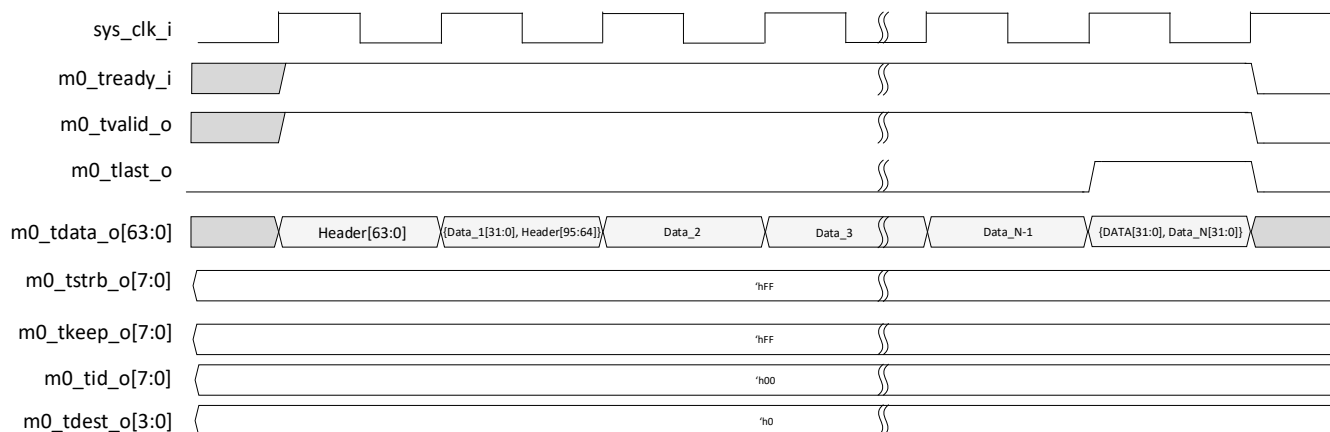 sys_clk_i
m0_tready_i
m0_tvalid_o
m0_tlast_o
m0_tdata_o[63:0] Header[63:0] {Data_1[31:0], Header[95:64]} Data_2 Data_3 Data_N-1 {DATA[31:0], Data_N[31:0]}
m0_tstrb_o[7:0] ‘hFF
m0_tkeep_o[7:0] ‘hFF
m0_tid_o[7:0] ‘h00
m0_tdest_o[3:0] ‘h0